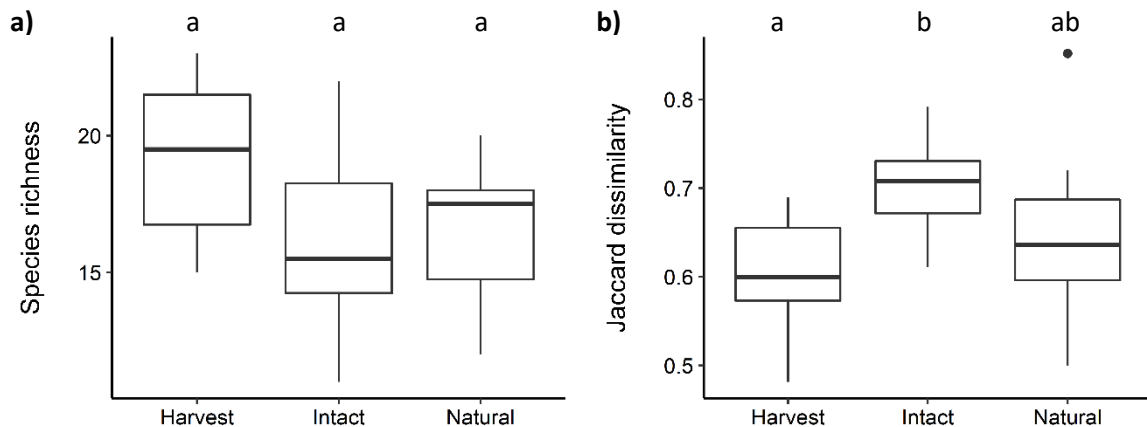 a) a a a
Species richness
20
15
Harvest Intact Natural
b) a b ab
Jaccard dissimilarity
0.8
0.7
0.6
0.5
Harvest Intact Natural